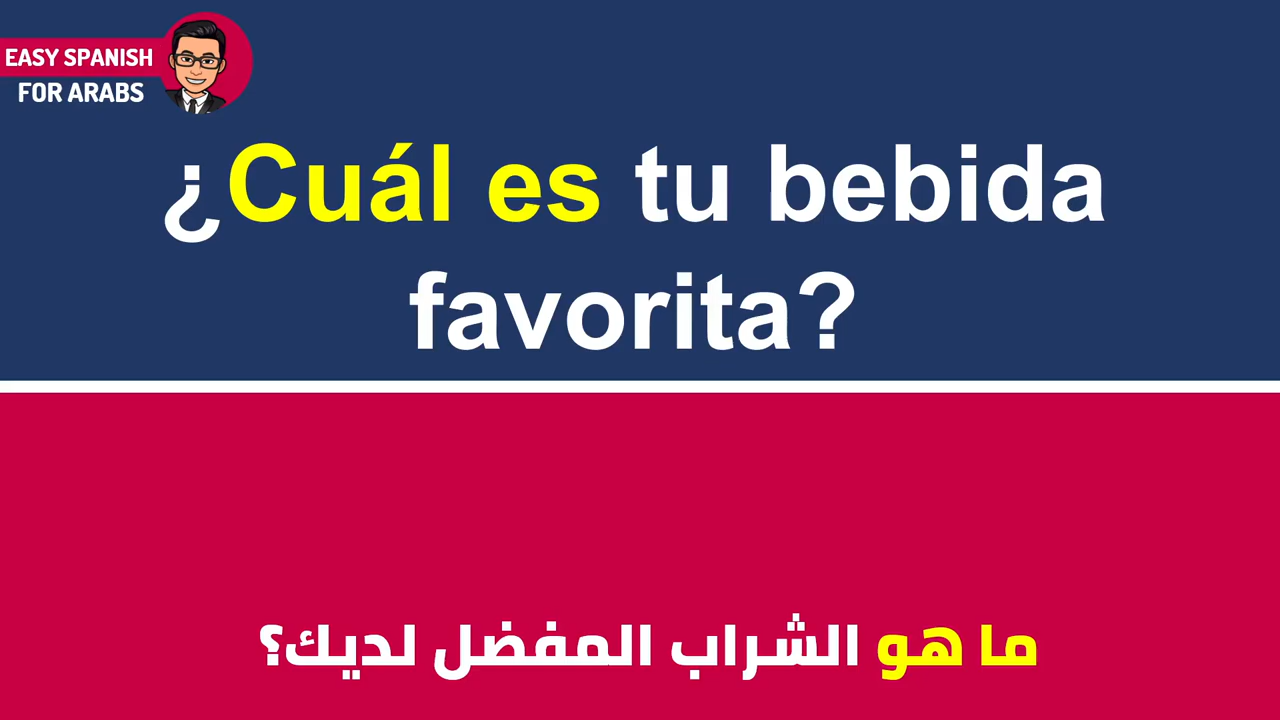 EASY SPANISH
FOR ARABS
¿Cuál es tu bebida
favorita?
ما هو الشراب المفضل لديك؟